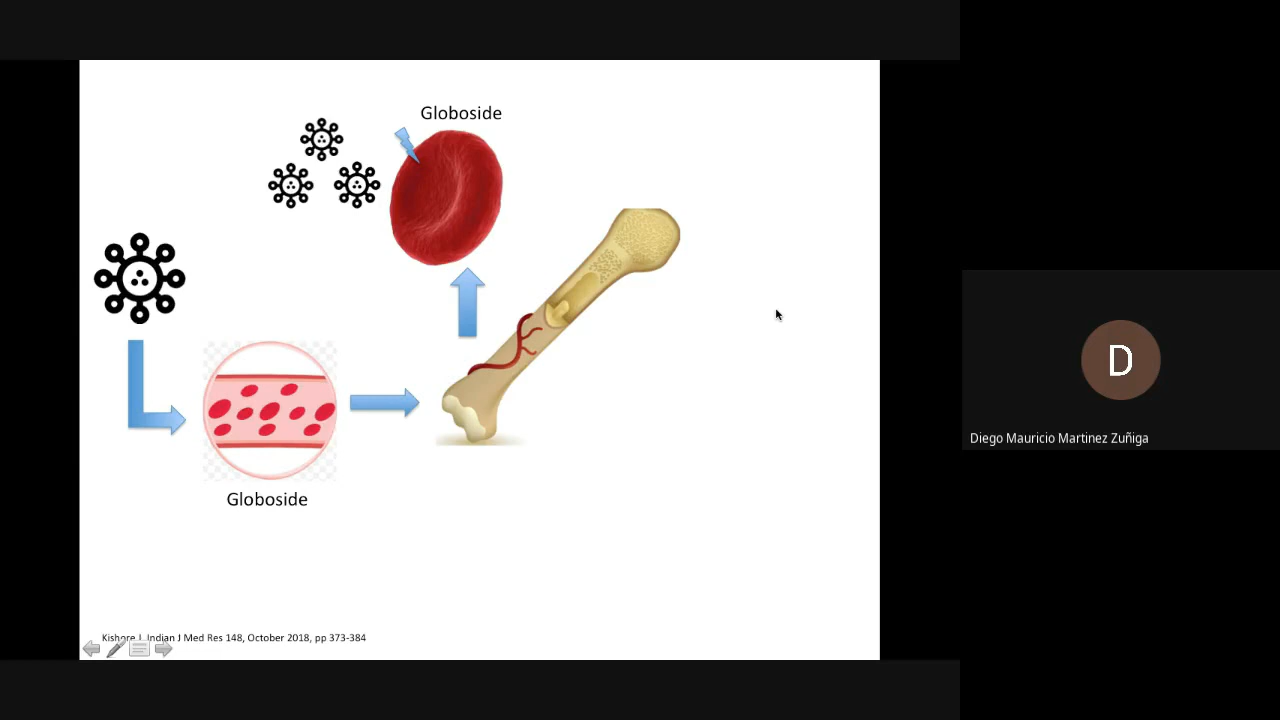 Globoside
Globoside
Kishore J, Indian J Med Res 148, October 2018, pp 373-384
D
Diego Mauricio Martinez Zuñiga